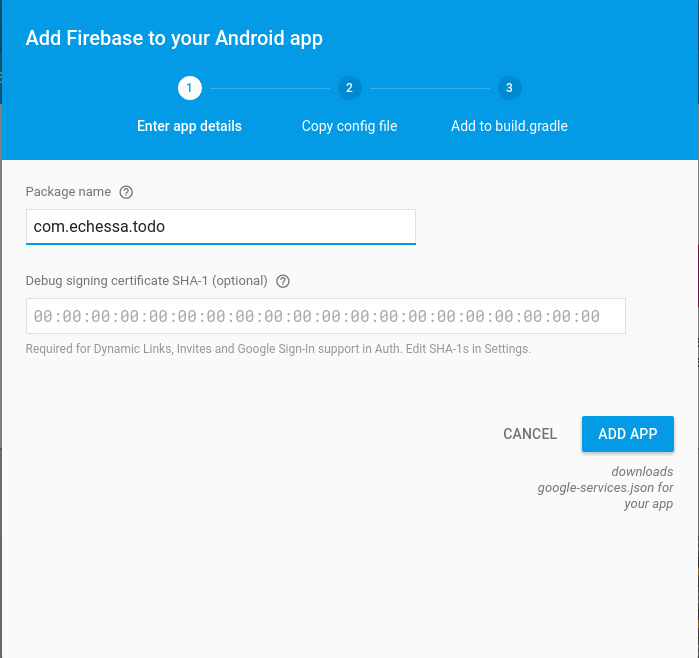 Add Firebase to your Android app
1 2 3
Enter app details Copy config file Add to build.gradle
Package name ?
com.echessa.todo
Debug signing certificate SHA-1 (optional) ?
00:00:00:00:00:00:00:00:00:00:00:00:00:00:00:00:00:00:00:00
Required for Dynamic Links, Invites and Google Sign-In support in Auth. Edit SHA-1s in Settings.
CANCEL ADD APP
downloads
google-services.json for
your app